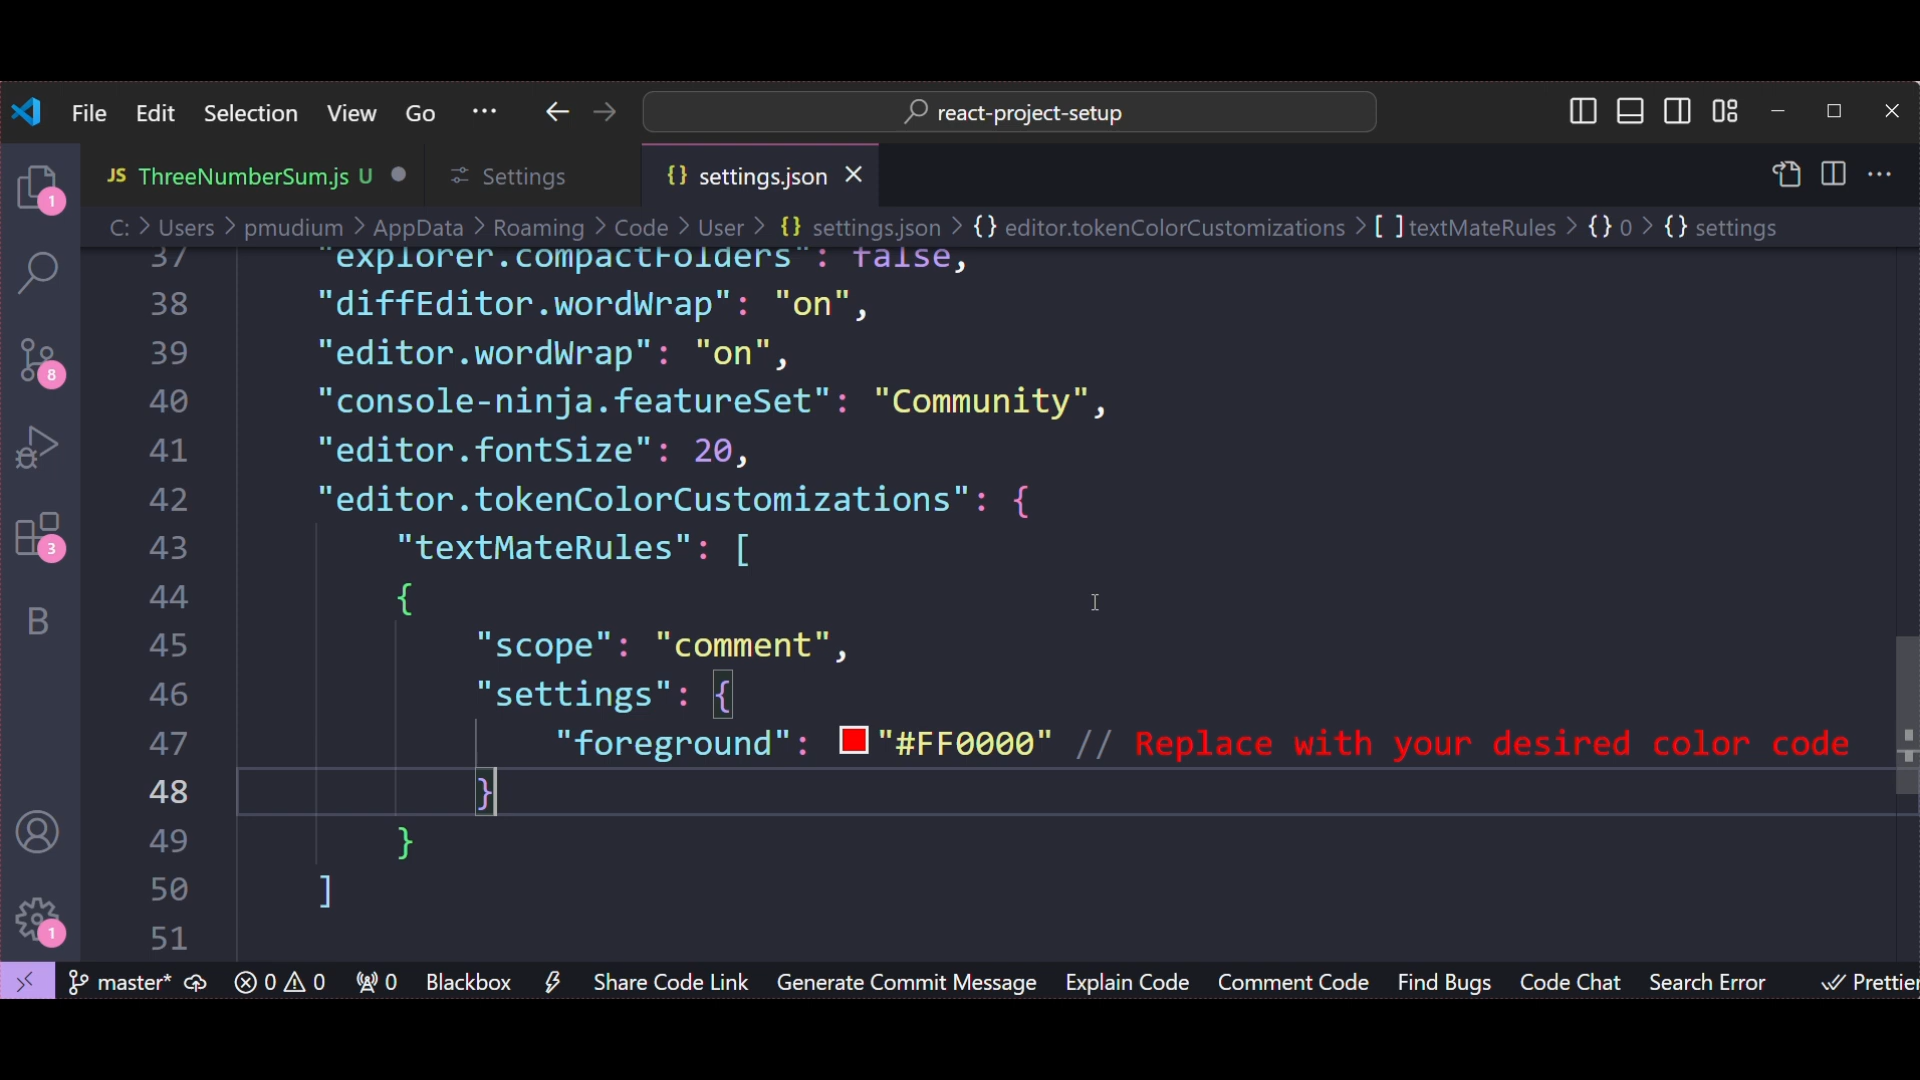 File Edit Selection View Go ··· react-project-setup
JS ThreeNumberSum.js U Settings {} settings.json
C: > Users > pmudium > AppData > Roaming > Code > User > {} settings.json > {} editor.tokenColorCustomizations > [ ] textMateRules > {} 0 > {} settings
37 "explorer.compactFolders": false,
38 "diffEditor.wordWrap": "on",
39 "editor.wordWrap": "on",
40 "console-ninja.featureSet": "Community",
41 "editor.fontSize": 20,
42 "editor.tokenColorCustomizations": {
43 "textMateRules": [
44 {
45 "scope": "comment",
46 "settings": {
47 "foreground": "#FF0000" // Replace with your desired color code
48 }
49 }
50 ]
51
1
8
3
B
1
master* 0 0 0 Blackbox Share Code Link Generate Commit Message Explain Code Comment Code Find Bugs Code Chat Search Error Prettier